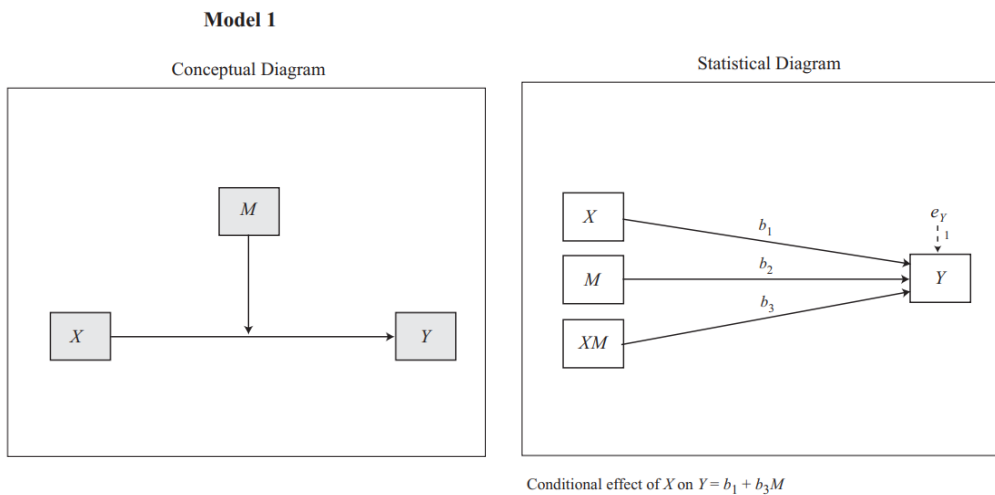 Model 1
Conceptual Diagram
M
X
Y
Statistical Diagram
X
M
XM
b1
b2
b3
eY
1
Y
Conditional effect of X on Y = b1 + b3M